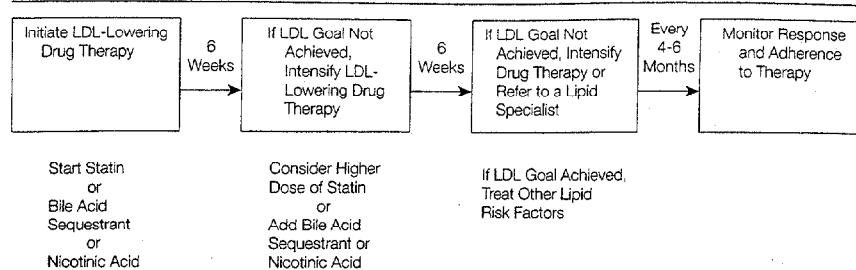 Initiate LDL-Lowering
Drug Therapy
6
Weeks
If LDL Goal Not
Achieved,
Intensify LDL-
Lowering Drug
Therapy
6
Weeks
If LDL Goal Not
Achieved, Intensify
Drug Therapy or
Refer to a Lipid
Specialist
Every
4-6
Months
Monitor Response
and Adherence
to Therapy
Start Statin
or
Bile Acid
Sequestrant
or
Nicotinic Acid
Consider Higher
Dose of Statin
or
Add Bile Acid
Sequestrant or
Nicotinic Acid
If LDL Goal Achieved,
Treat Other Lipid
Risk Factors